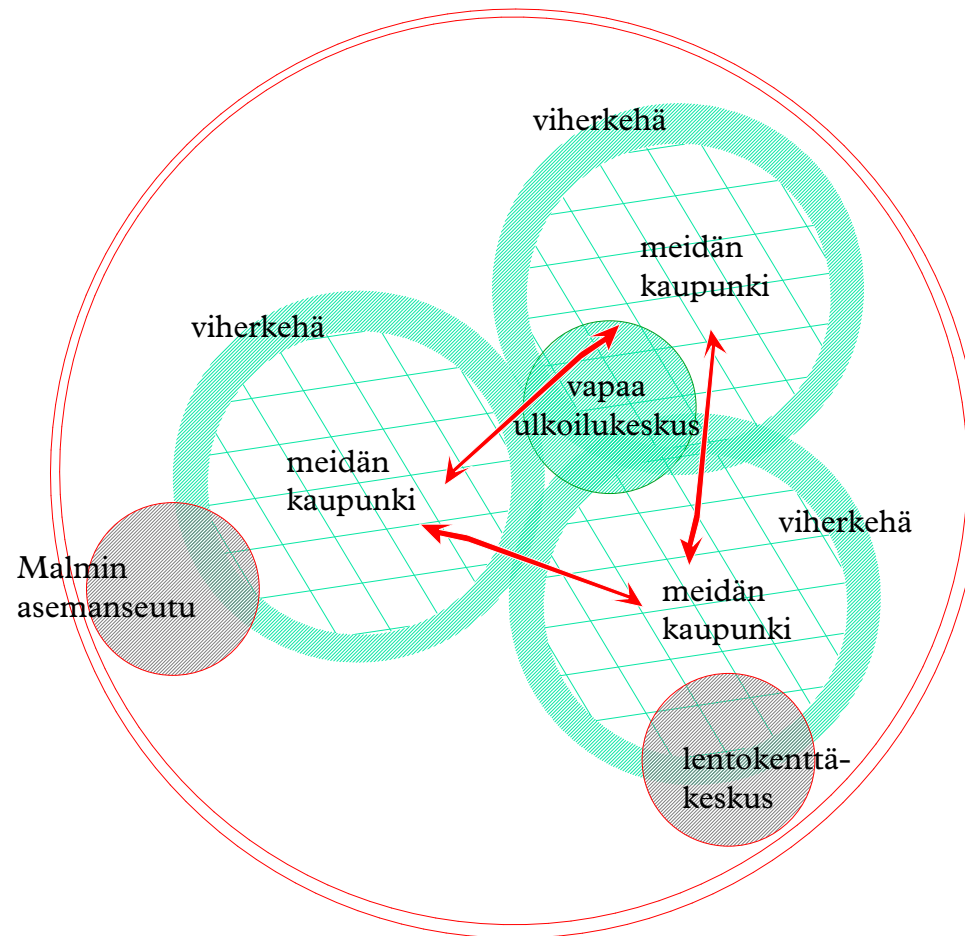 viherkehä
meidän
kaupunki
viherkehä
vapaa
ulkoilukeskus
meidän
kaupunki
viherkehä
Malmin
asemanseutu
meidän
kaupunki
lentokenttä-
keskus